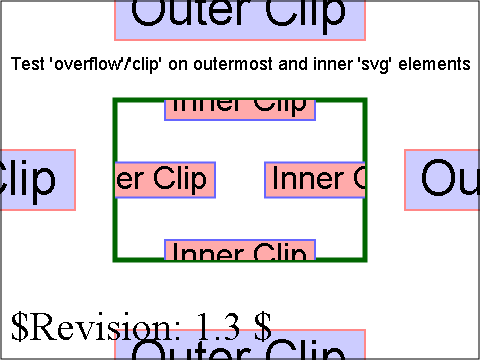 Outer Clip
Test 'overflow'/'clip' on outermost and inner 'svg' elements
Inner Clip
Clip
er Clip
Inner C
Ou
Inner Clip
$Revision: 1.3 $
Outer Clip